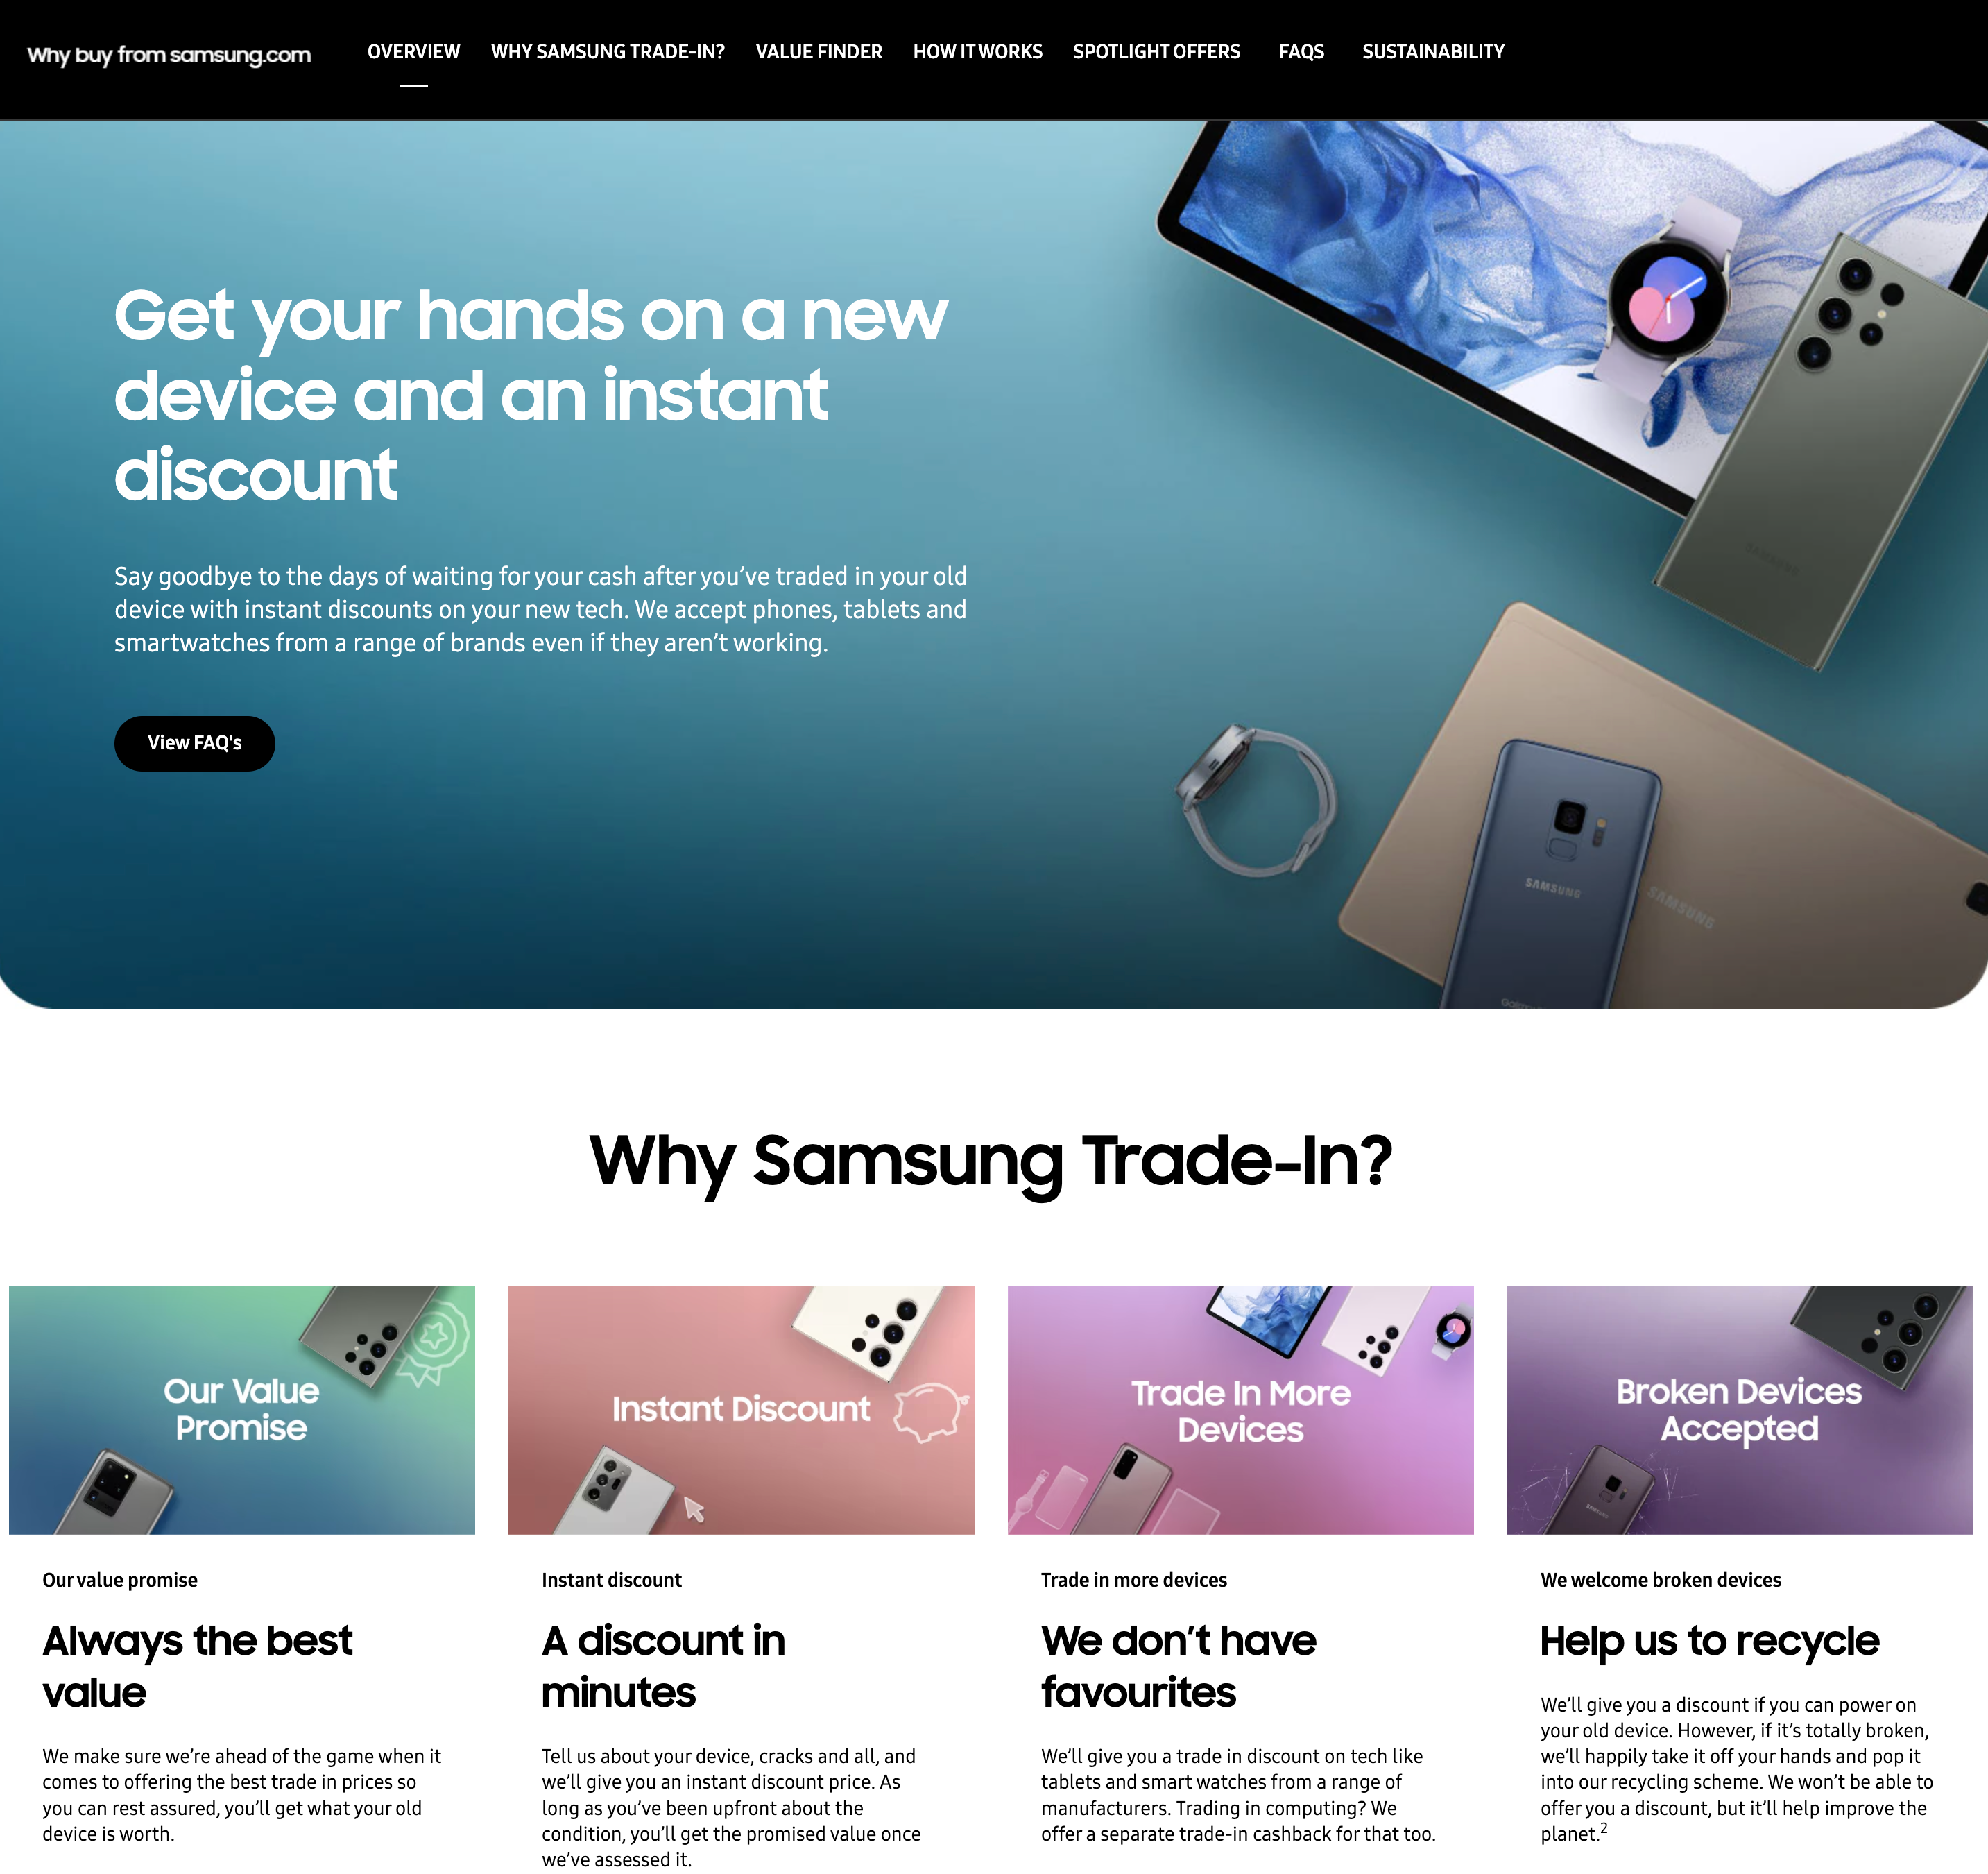 Why buy from samsung.com
OVERVIEW
WHY SAMSUNG TRADE-IN?
VALUE FINDER
HOW IT WORKS
SPOTLIGHT OFFERS
FAQS
SUSTAINABILITY
Get your hands on a new
device and an instant
discount
Say goodbye to the days of waiting for your cash after you’ve traded in your old
device with instant discounts on your new tech. We accept phones, tablets and
smartwatches from a range of brands even if they aren’t working.
View FAQ's
SAMSUNG
SAMSUNG
SAMSUNG
Why Samsung Trade-In?
Our Value
Promise
Our value promise
Always the best
value
We make sure we’re ahead of the game when it
comes to offering the best trade in prices so
you can rest assured, you’ll get what your old
device is worth.
Instant Discount
Instant discount
A discount in
minutes
Tell us about your device, cracks and all, and
we’ll give you an instant discount price. As
long as you’ve been upfront about the
condition, you’ll get the promised value once
we’ve assessed it.
Trade In More
Devices
Trade in more devices
We don’t have
favourites
We’ll give you a trade in discount on tech like
tablets and smart watches from a range of
manufacturers. Trading in computing? We
offer a separate trade-in cashback for that too.
Broken Devices
Accepted
SAMSUNG
We welcome broken devices
Help us to recycle
We’ll give you a discount if you can power on
your old device. However, if it’s totally broken,
we’ll happily take it off your hands and pop it
into our recycling scheme. We won’t be able to
offer you a discount, but it’ll help improve the
planet.2